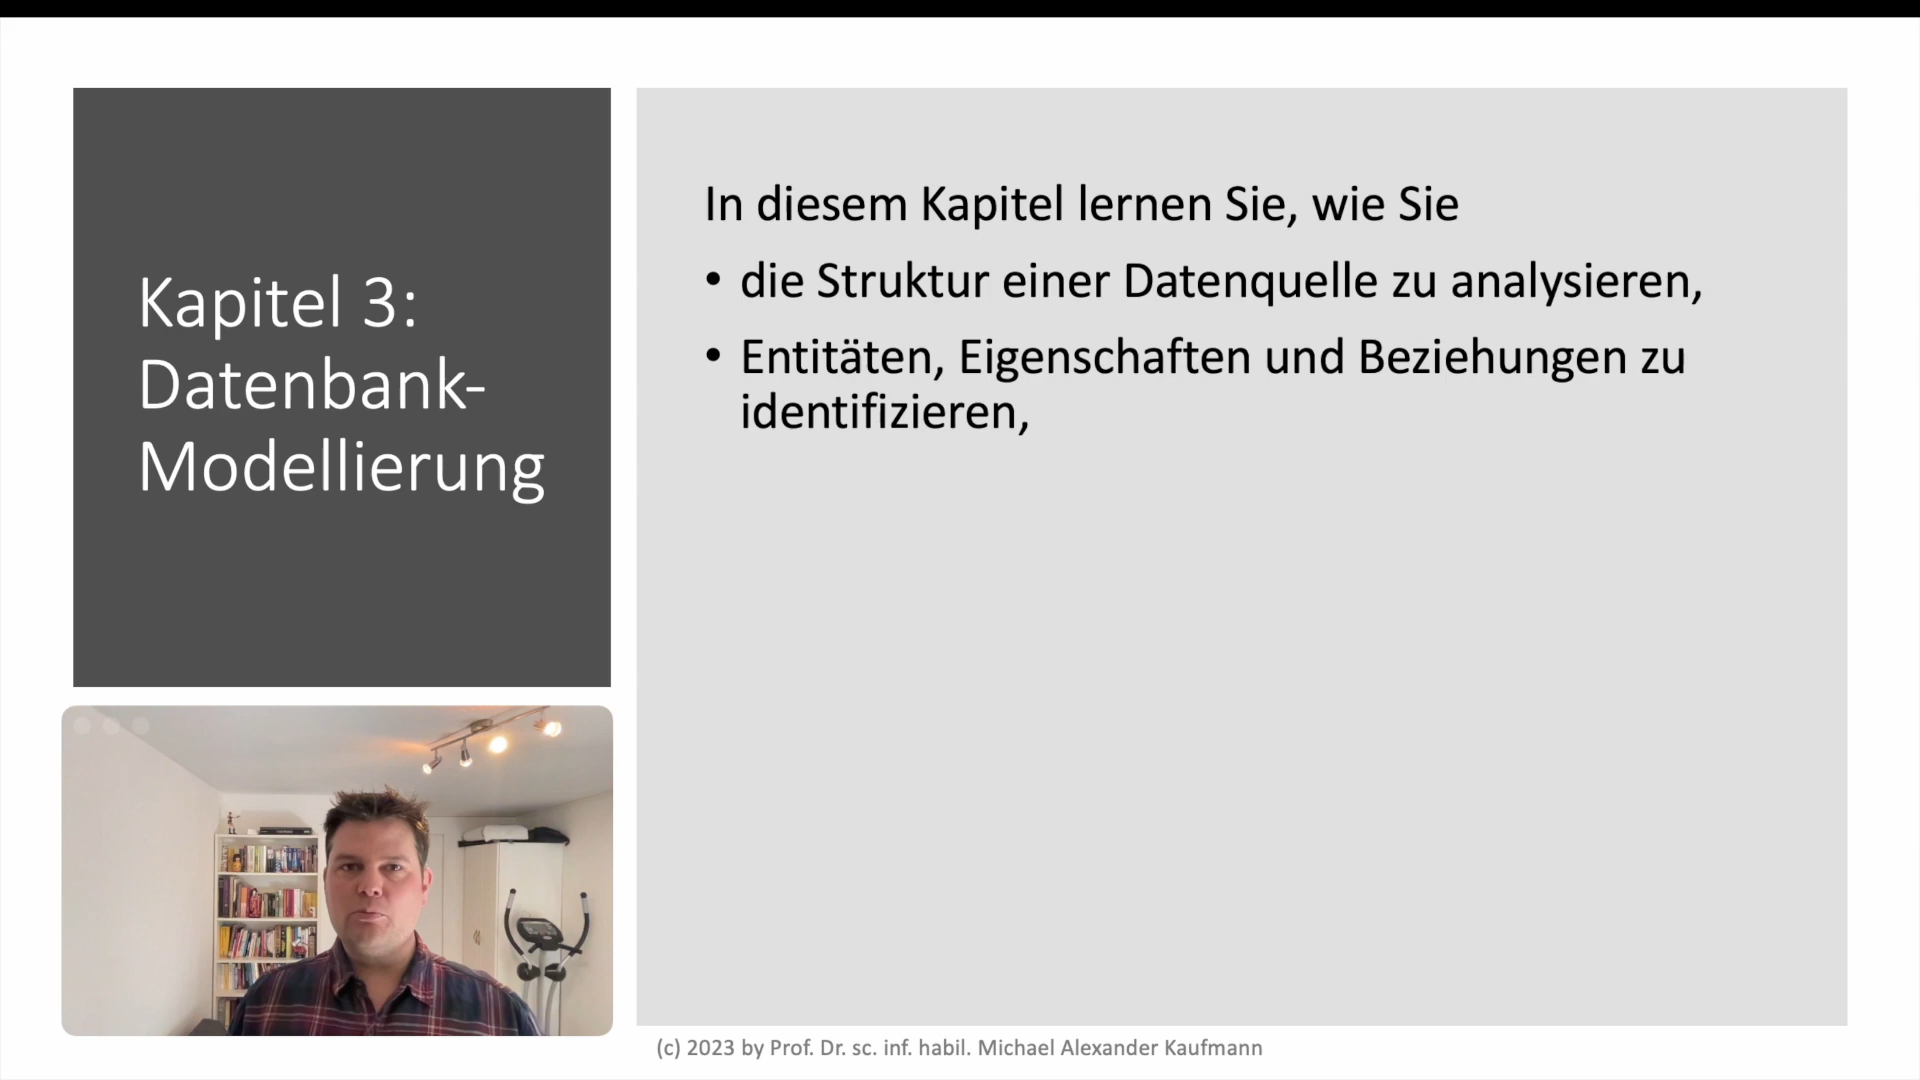 Kapitel 3:
Datenbank-
Modellierung
In diesem Kapitel lernen Sie, wie Sie
• die Struktur einer Datenquelle zu analysieren,
• Entitäten, Eigenschaften und Beziehungen zu
identifizieren,
(c) 2023 by Prof. Dr. sc. inf. habil. Michael Alexander Kaufmann